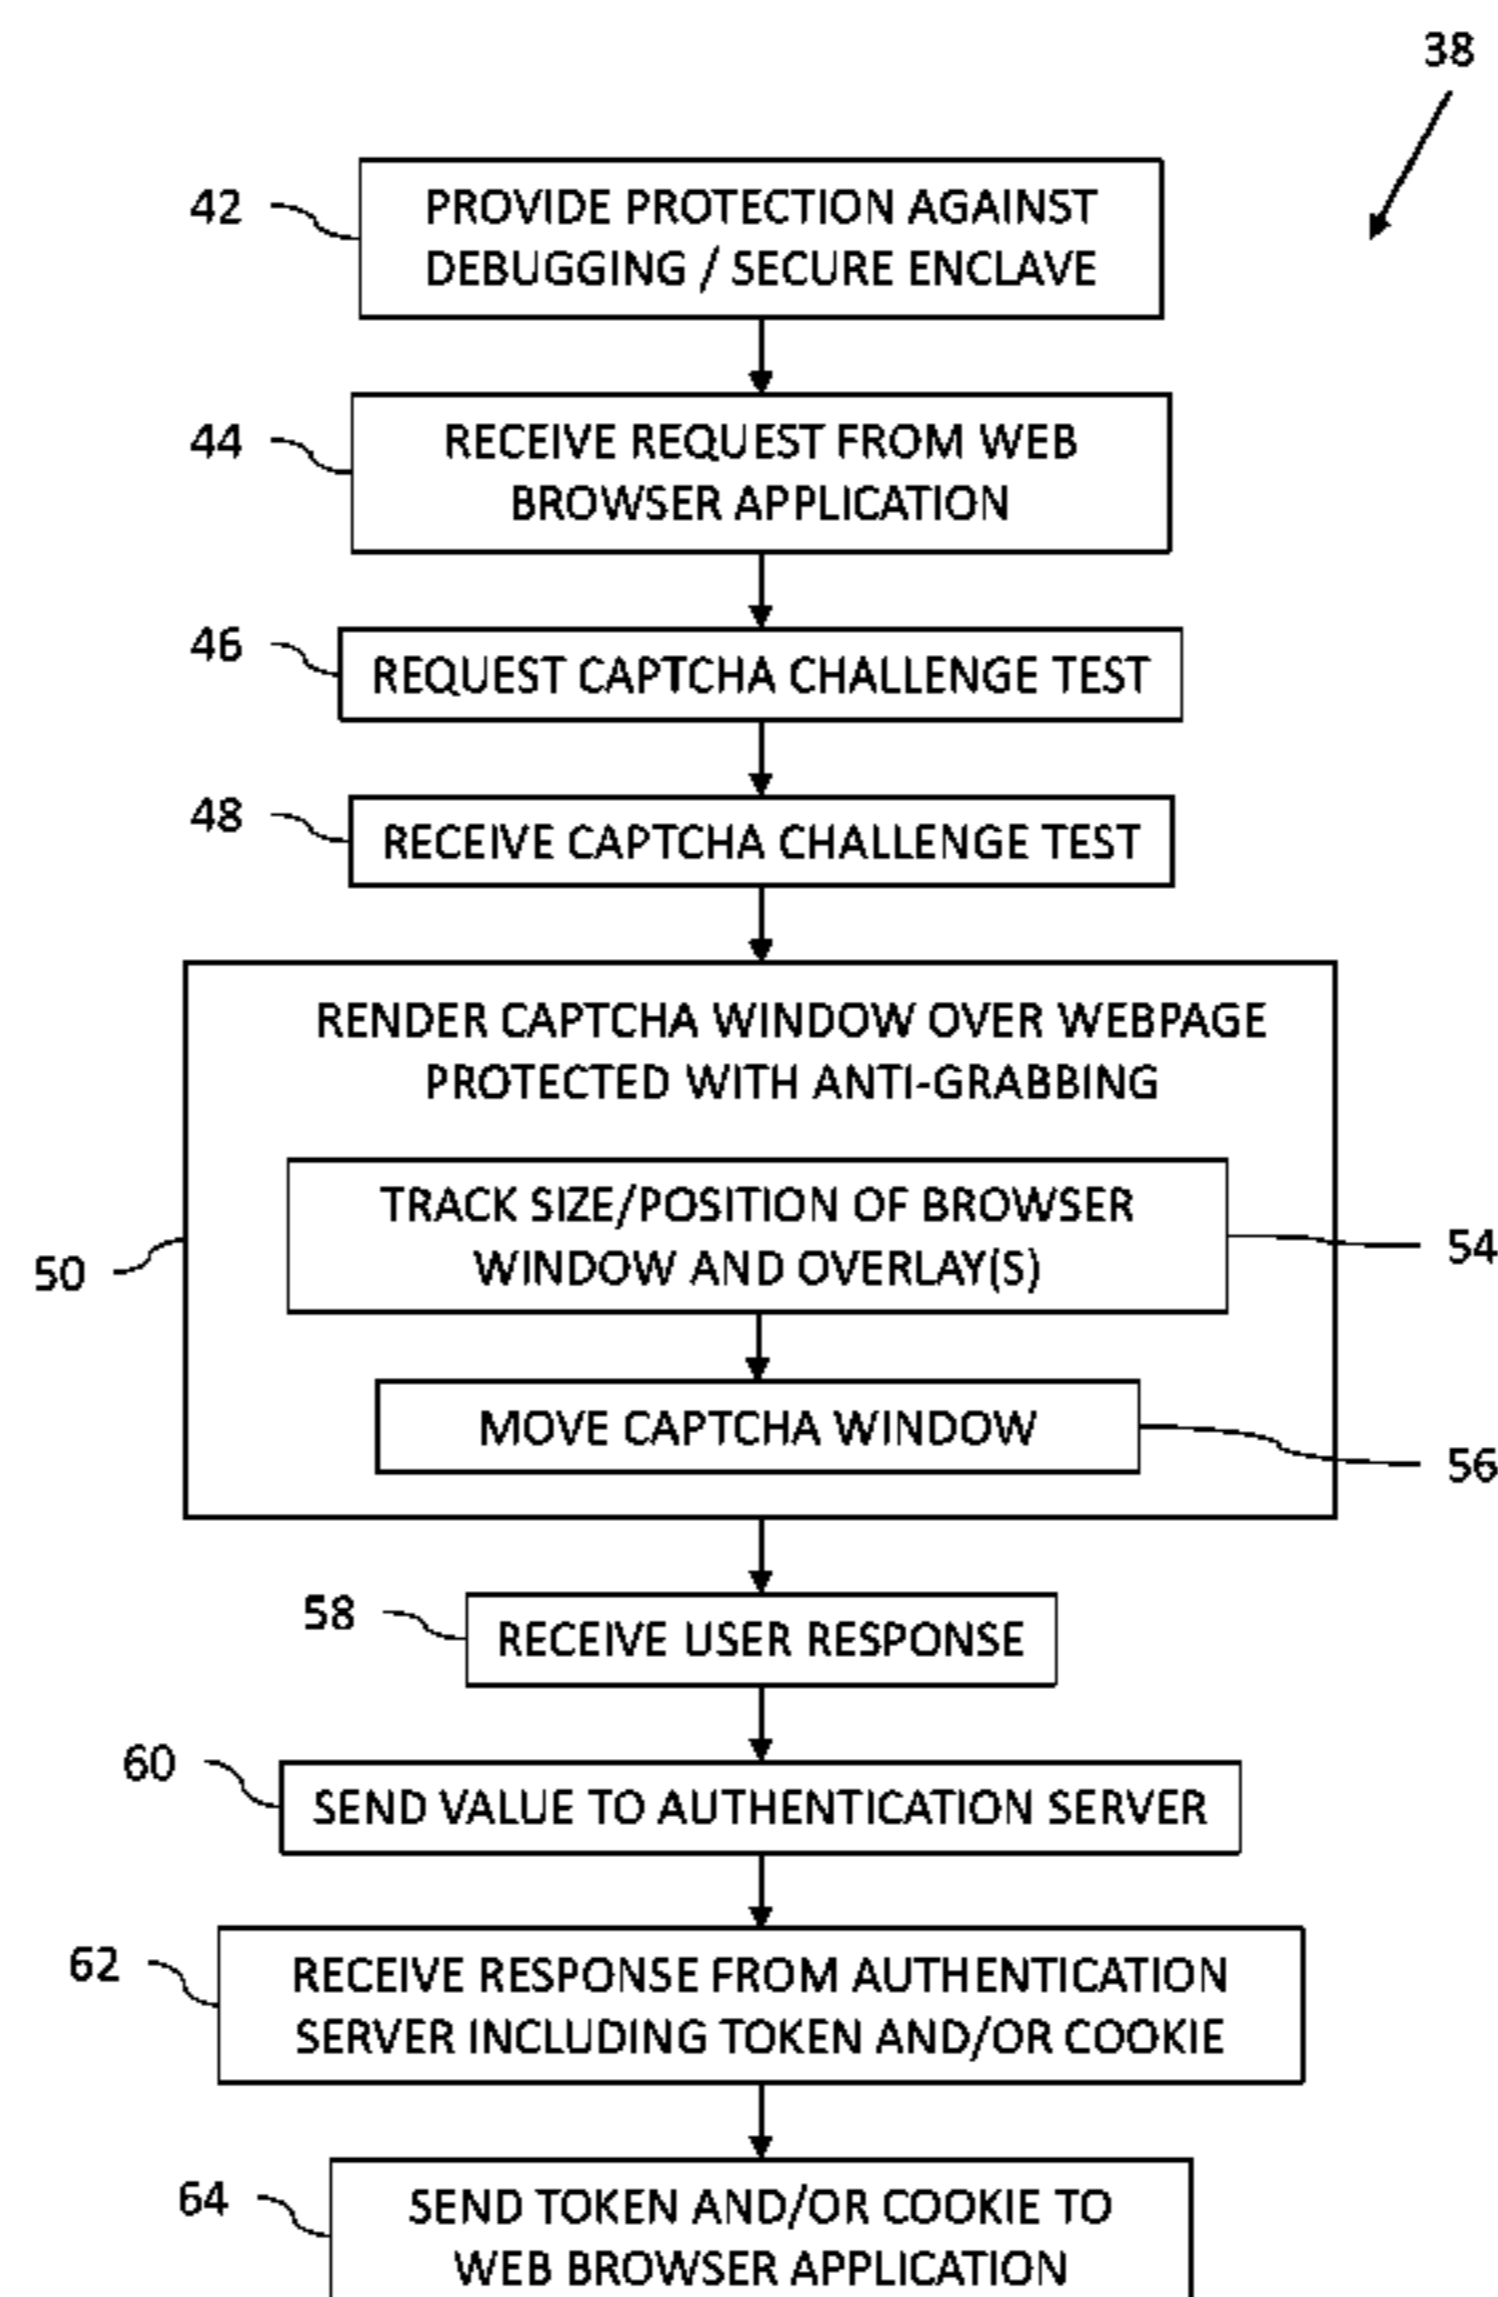 38
42
PROVIDE PROTECTION AGAINST
DEBUGGING / SECURE ENCLAVE
44
RECEIVE REQUEST FROM WEB
BROWSER APPLICATION
46
REQUEST CAPTCHA CHALLENGE TEST
48
RECEIVE CAPTCHA CHALLENGE TEST
RENDER CAPTCHA WINDOW OVER WEBPAGE
PROTECTED WITH ANTI-GRABBING
50
TRACK SIZE/POSITION OF BROWSER
WINDOW AND OVERLAY(S)
54
MOVE CAPTCHA WINDOW
56
58
RECEIVE USER RESPONSE
60
SEND VALUE TO AUTHENTICATION SERVER
62
RECEIVE RESPONSE FROM AUTHENTICATION
SERVER INCLUDING TOKEN AND/OR COOKIE
64
SEND TOKEN AND/OR COOKIE TO
WEB BROWSER APPLICATION